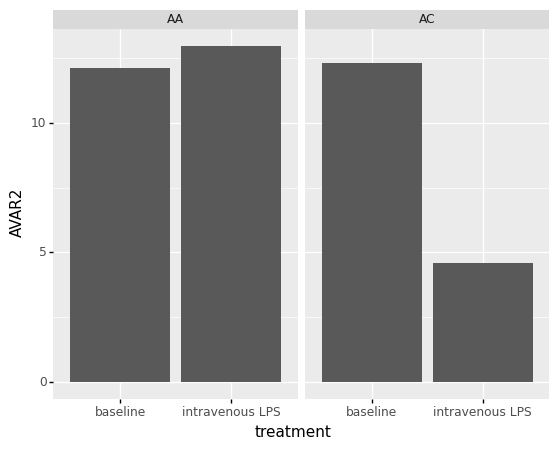 AA
AC
AVAR2
10
5
0
baseline
intravenous LPS
baseline
intravenous LPS
treatment